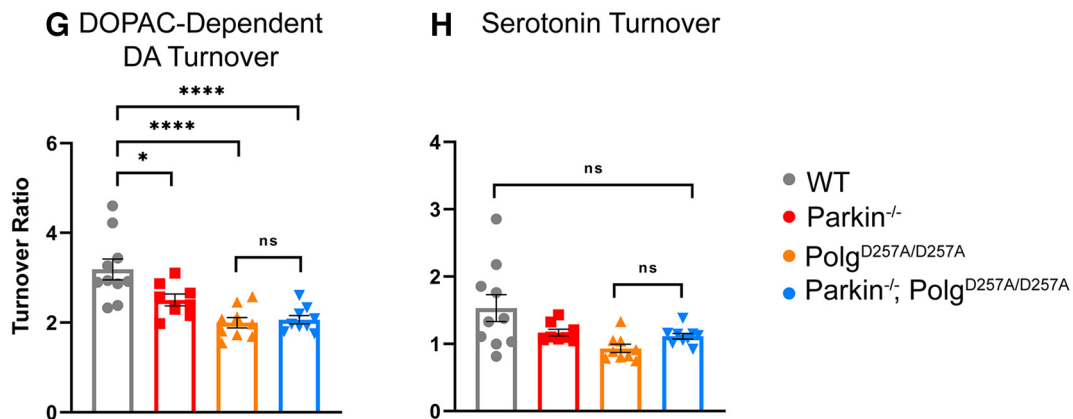 G DOPAC-Dependent
DA Turnover
****
****
*
ns
6
4
2
0
Turnover Ratio
H Serotonin Turnover
ns
ns
4
3
2
1
0
WT
Parkin-/-
PolgD257A/D257A
Parkin-/-; PolgD257A/D257A